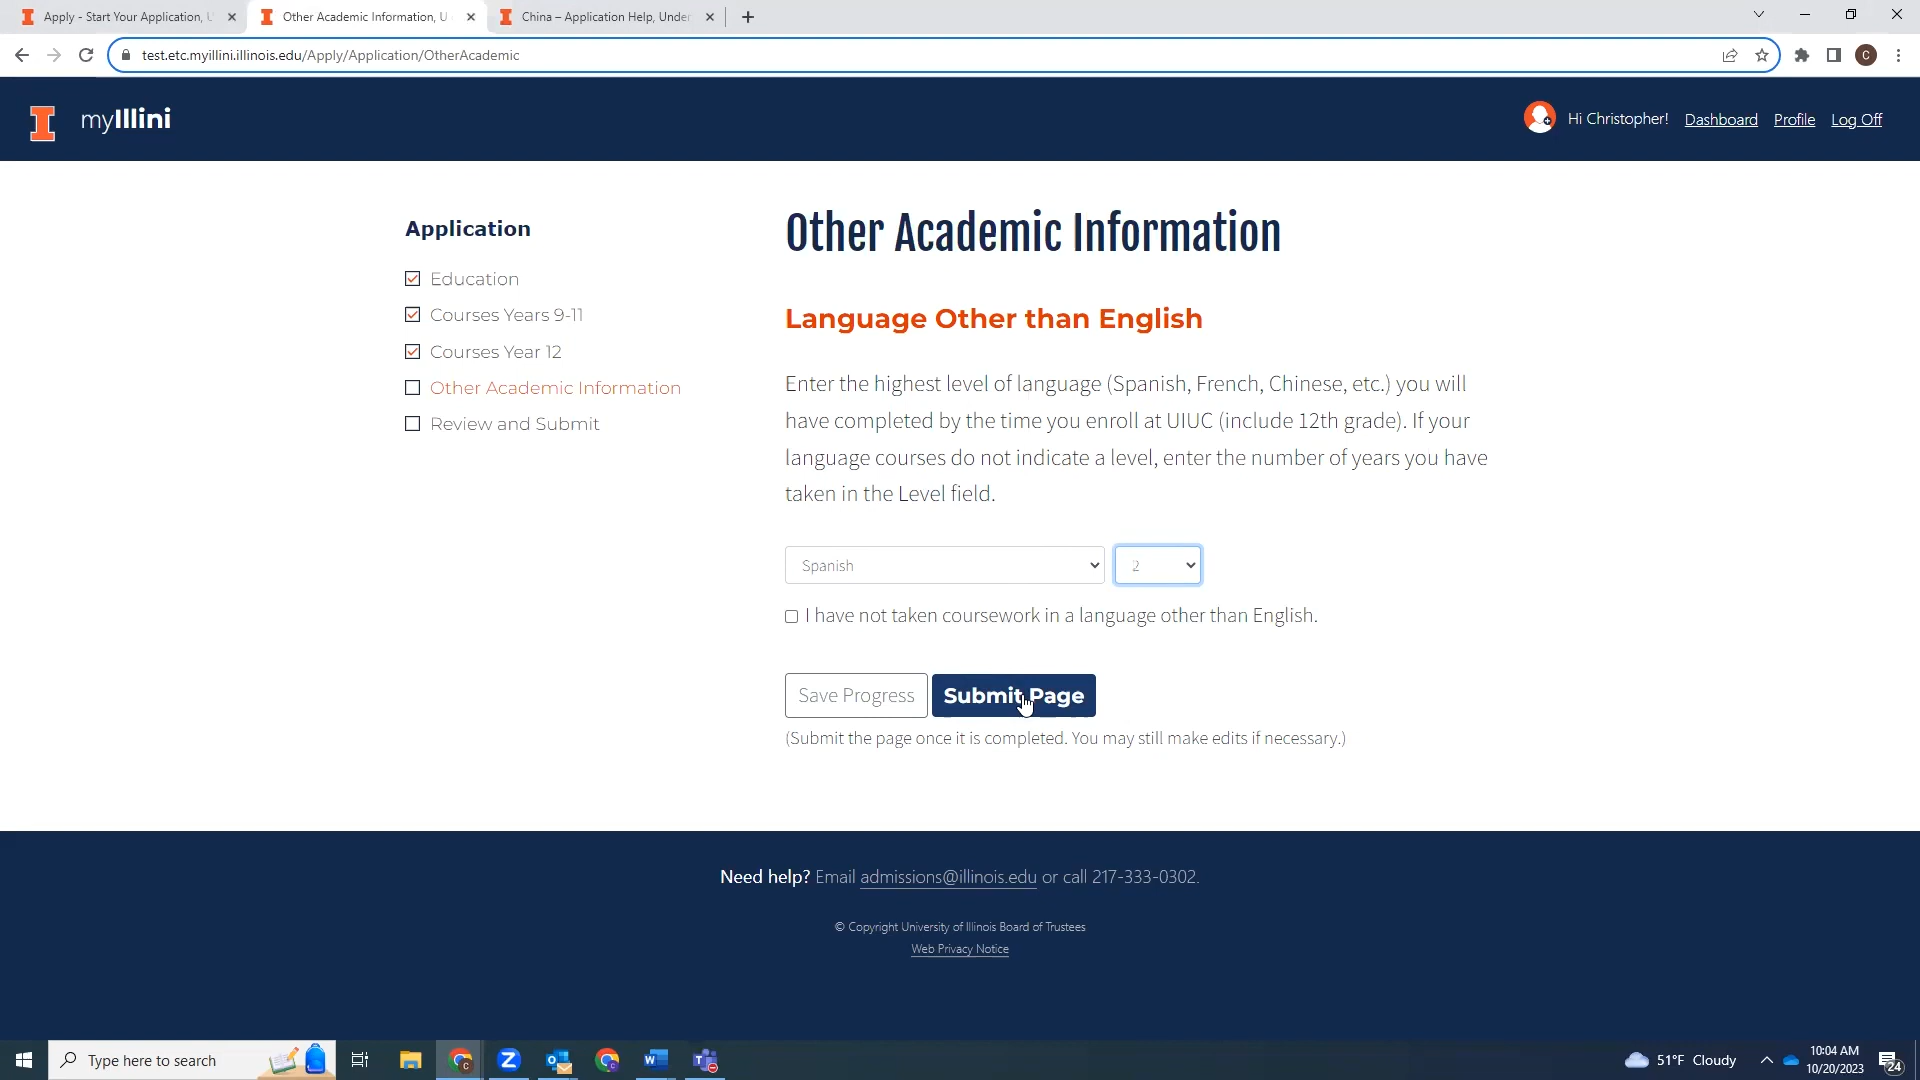 Apply - Start Your Application, U
Other Academic Information, U
China – Application Help, Under
test.etc.myillini.illinois.edu/Apply/Application/OtherAcademic
C
myIllini
Hi Christopher! Dashboard Profile Log Off
Application
Education
Courses Years 9-11
Courses Year 12
Other Academic Information
Review and Submit
Other Academic Information
Language Other than English
Enter the highest level of language (Spanish, French, Chinese, etc.) you will
have completed by the time you enroll at UIUC (include 12th grade). If your
language courses do not indicate a level, enter the number of years you have
taken in the Level field.
Spanish 2
I have not taken coursework in a language other than English.
Save Progress Submit Page
(Submit the page once it is completed. You may still make edits if necessary.)
Need help? Email admissions@illinois.edu or call 217-333-0302.
© Copyright University of Illinois Board of Trustees
Web Privacy Notice
Type here to search
51°F Cloudy
10:04 AM
10/20/2023
24